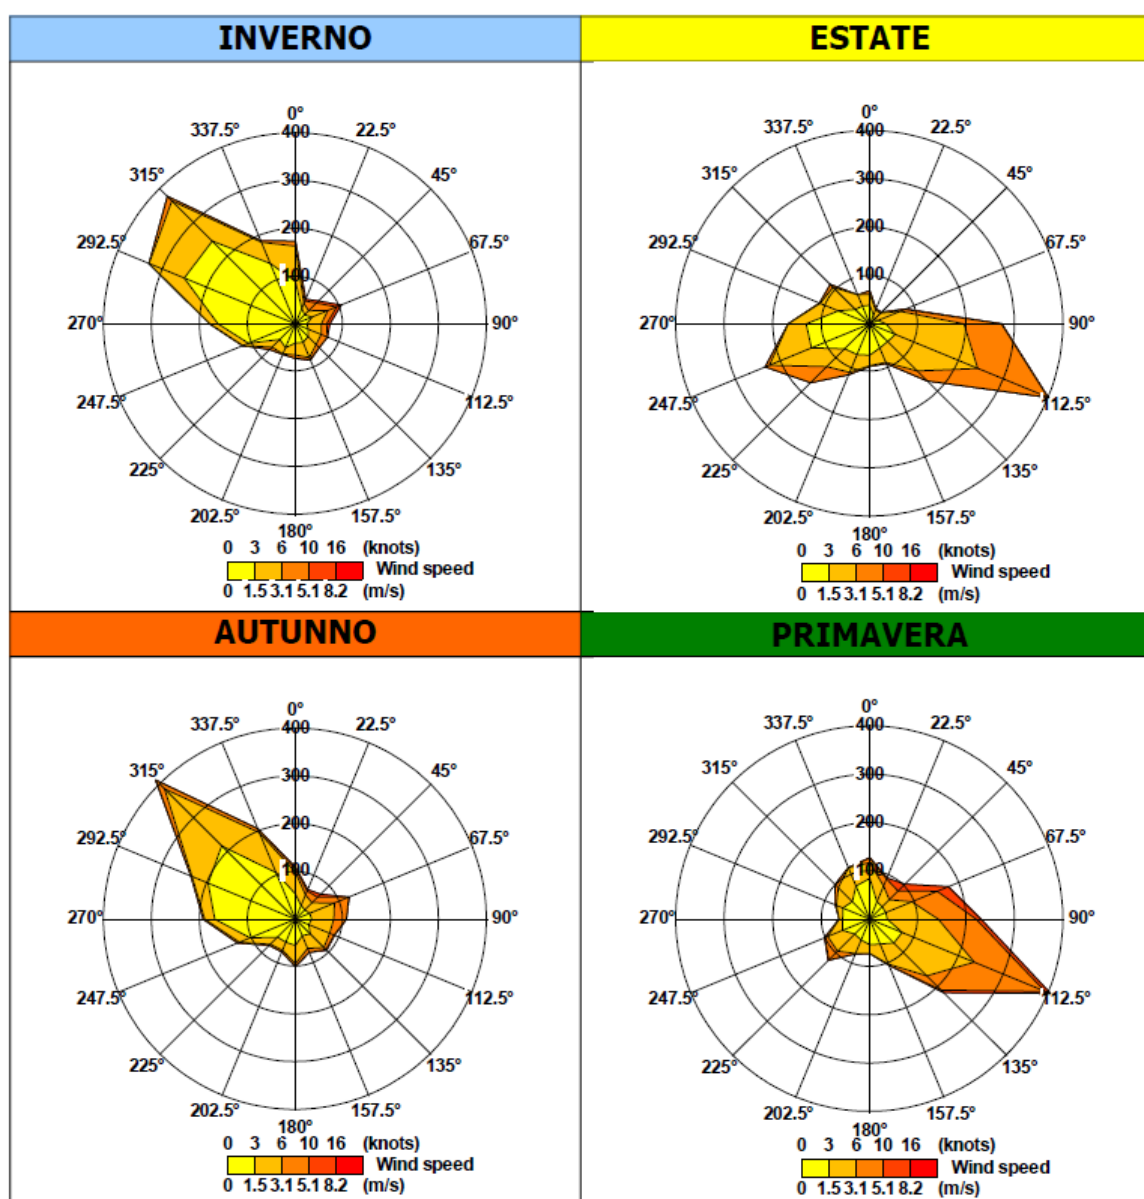 INVERNO
0°
337.5° 400 22.5°
315° 300 45°
292.5° 200 67.5°
100
270° 90°
247.5° 112.5°
225° 135°
202.5° 157.5°
180°
0 3 6 10 16 (knots)
Wind speed
0 1.5 3.1 5.1 8.2 (m/s)
ESTATE
0°
337.5° 400 22.5°
315° 300 45°
292.5° 200 67.5°
100
270° 90°
247.5° 112.5°
225° 135°
202.5° 157.5°
180°
0 3 6 10 16 (knots)
Wind speed
0 1.5 3.1 5.1 8.2 (m/s)
AUTUNNO
0°
337.5° 400 22.5°
315° 300 45°
292.5° 200 67.5°
100
270° 90°
247.5° 112.5°
225° 135°
202.5° 157.5°
180°
0 3 6 10 16 (knots)
Wind speed
0 1.5 3.1 5.1 8.2 (m/s)
PRIMAVERA
0°
337.5° 400 22.5°
315° 300 45°
292.5° 200 67.5°
100
270° 90°
247.5° 112.5°
225° 135°
202.5° 157.5°
180°
0 3 6 10 16 (knots)
Wind speed
0 1.5 3.1 5.1 8.2 (m/s)